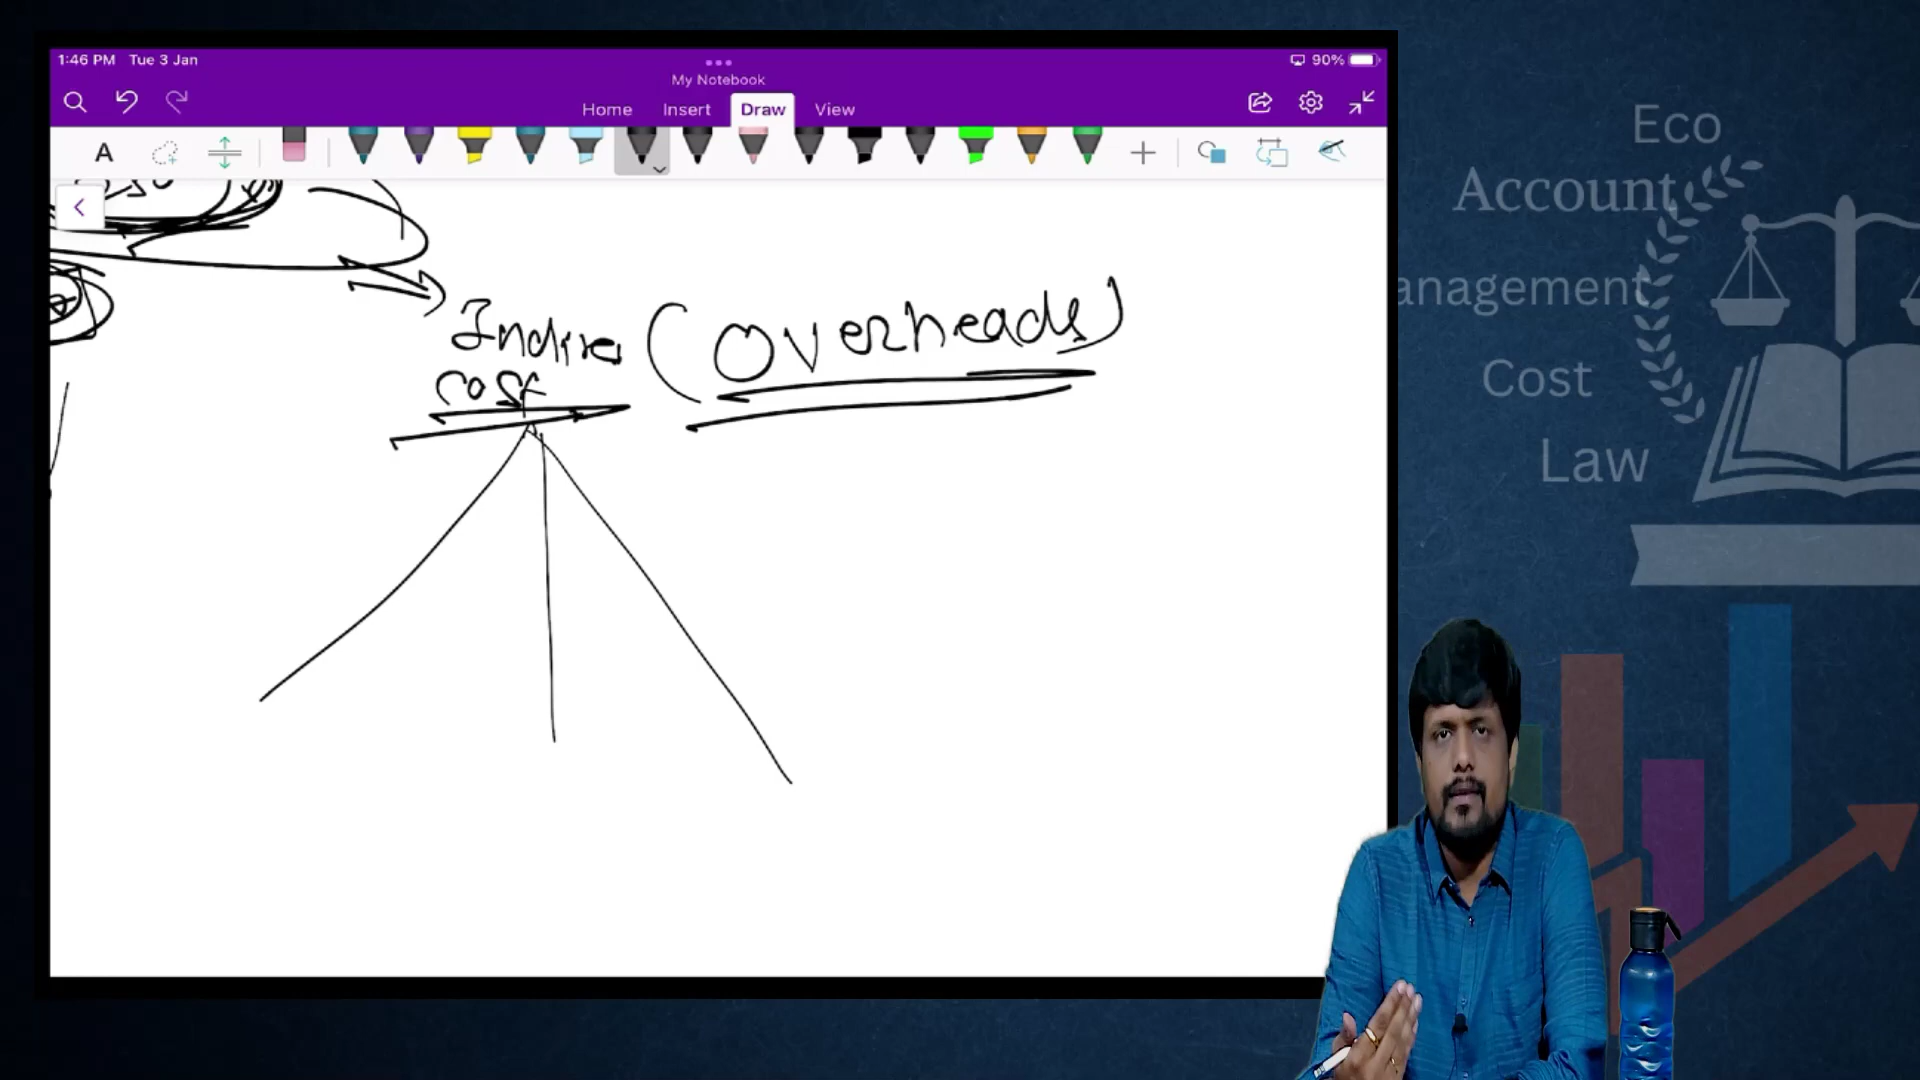 1:46 PM Tue 3 Jan
90%
My Notebook
Home Insert Draw View
A
Indirec (Overheads)
cost
Eco
Account
anagement
Cost
Law